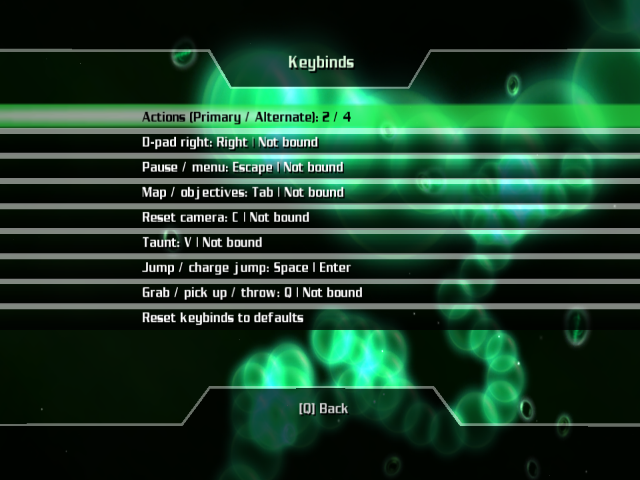 Keybinds
Actions (Primary / Alternate): 2 / 4
D-pad right: Right | Not bound
Pause / menu: Escape | Not bound
Map / objectives: Tab | Not bound
Reset camera: C | Not bound
Taunt: V | Not bound
Jump / charge jump: Space | Enter
Grab / pick up / throw: Q | Not bound
Reset keybinds to defaults
[Q] Back